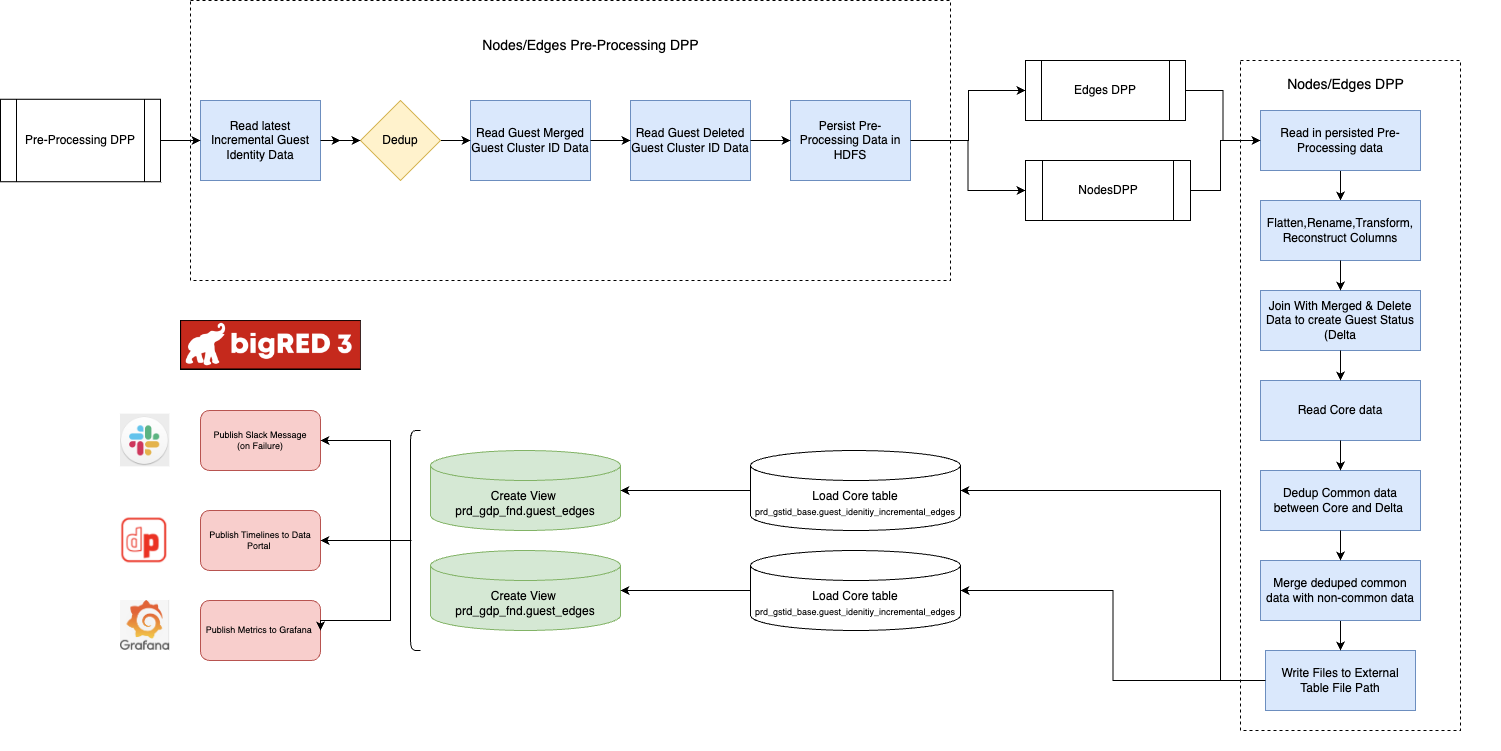 Nodes/Edges Pre-Processing DPP
Pre-Processing DPP
Read latest
Incremental Guest
Identity Data
Dedup
Read Guest Merged
Guest Cluster ID Data
Read Guest Deleted
Guest Cluster ID Data
Persist Pre-
Processing Data in
HDFS
Edges DPP
NodesDPP
Nodes/Edges DPP
Read in persisted Pre-
Processing data
Flatten,Rename,Transform,
Reconstruct Columns
Join With Merged & Delete
Data to create Guest Status
(Delta
Read Core data
Dedup Common data
between Core and Delta
Merge deduped common
data with non-common data
Write Files to External
Table File Path
bigRED 3
Load Core table
prd_gstid_base.guest_idenitiy_incremental_edges
Create View
prd_gdp_fnd.guest_edges
Load Core table
prd_gstid_base.guest_idenitiy_incremental_edges
Create View
prd_gdp_fnd.guest_edges
Publish Slack Message
(on Failure)
dp
Publish Timelines to Data
Portal
Grafana
Publish Metrics to Grafana